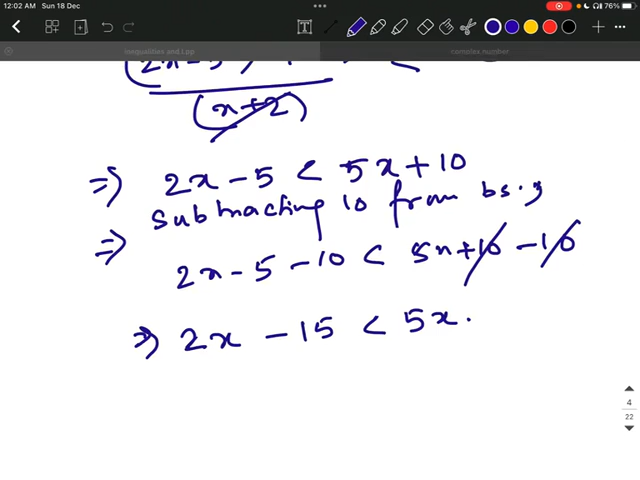 12:02 AM Sun 18 Dec
76%
Inequalities and Lpp
complex number
(x+2)
⇒ 2x - 5 < 5x + 10
Subtracting 10 from bs.
⇒ 2x - 5 - 10 < 5x + 10 - 10
⇒ 2x - 15 < 5x.
4
22